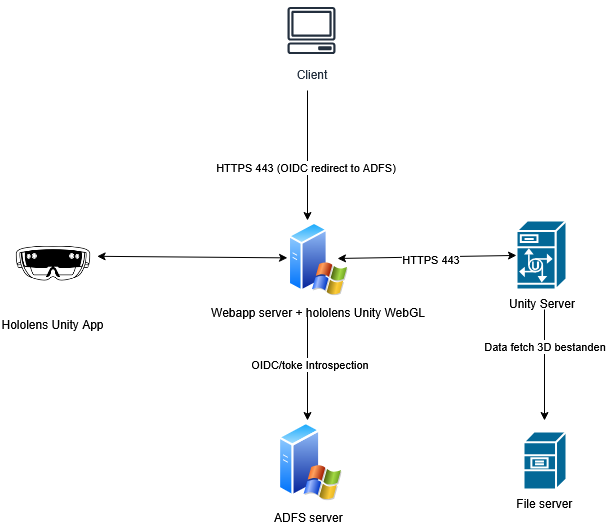 Client
HTTPS 443 (OIDC redirect to ADFS)
HTTPS 443
Hololens Unity App
Webapp server + hololens Unity WebGL
U
Unity Server
OIDC/toke Introspection
Data fetch 3D bestanden
ADFS server
File server